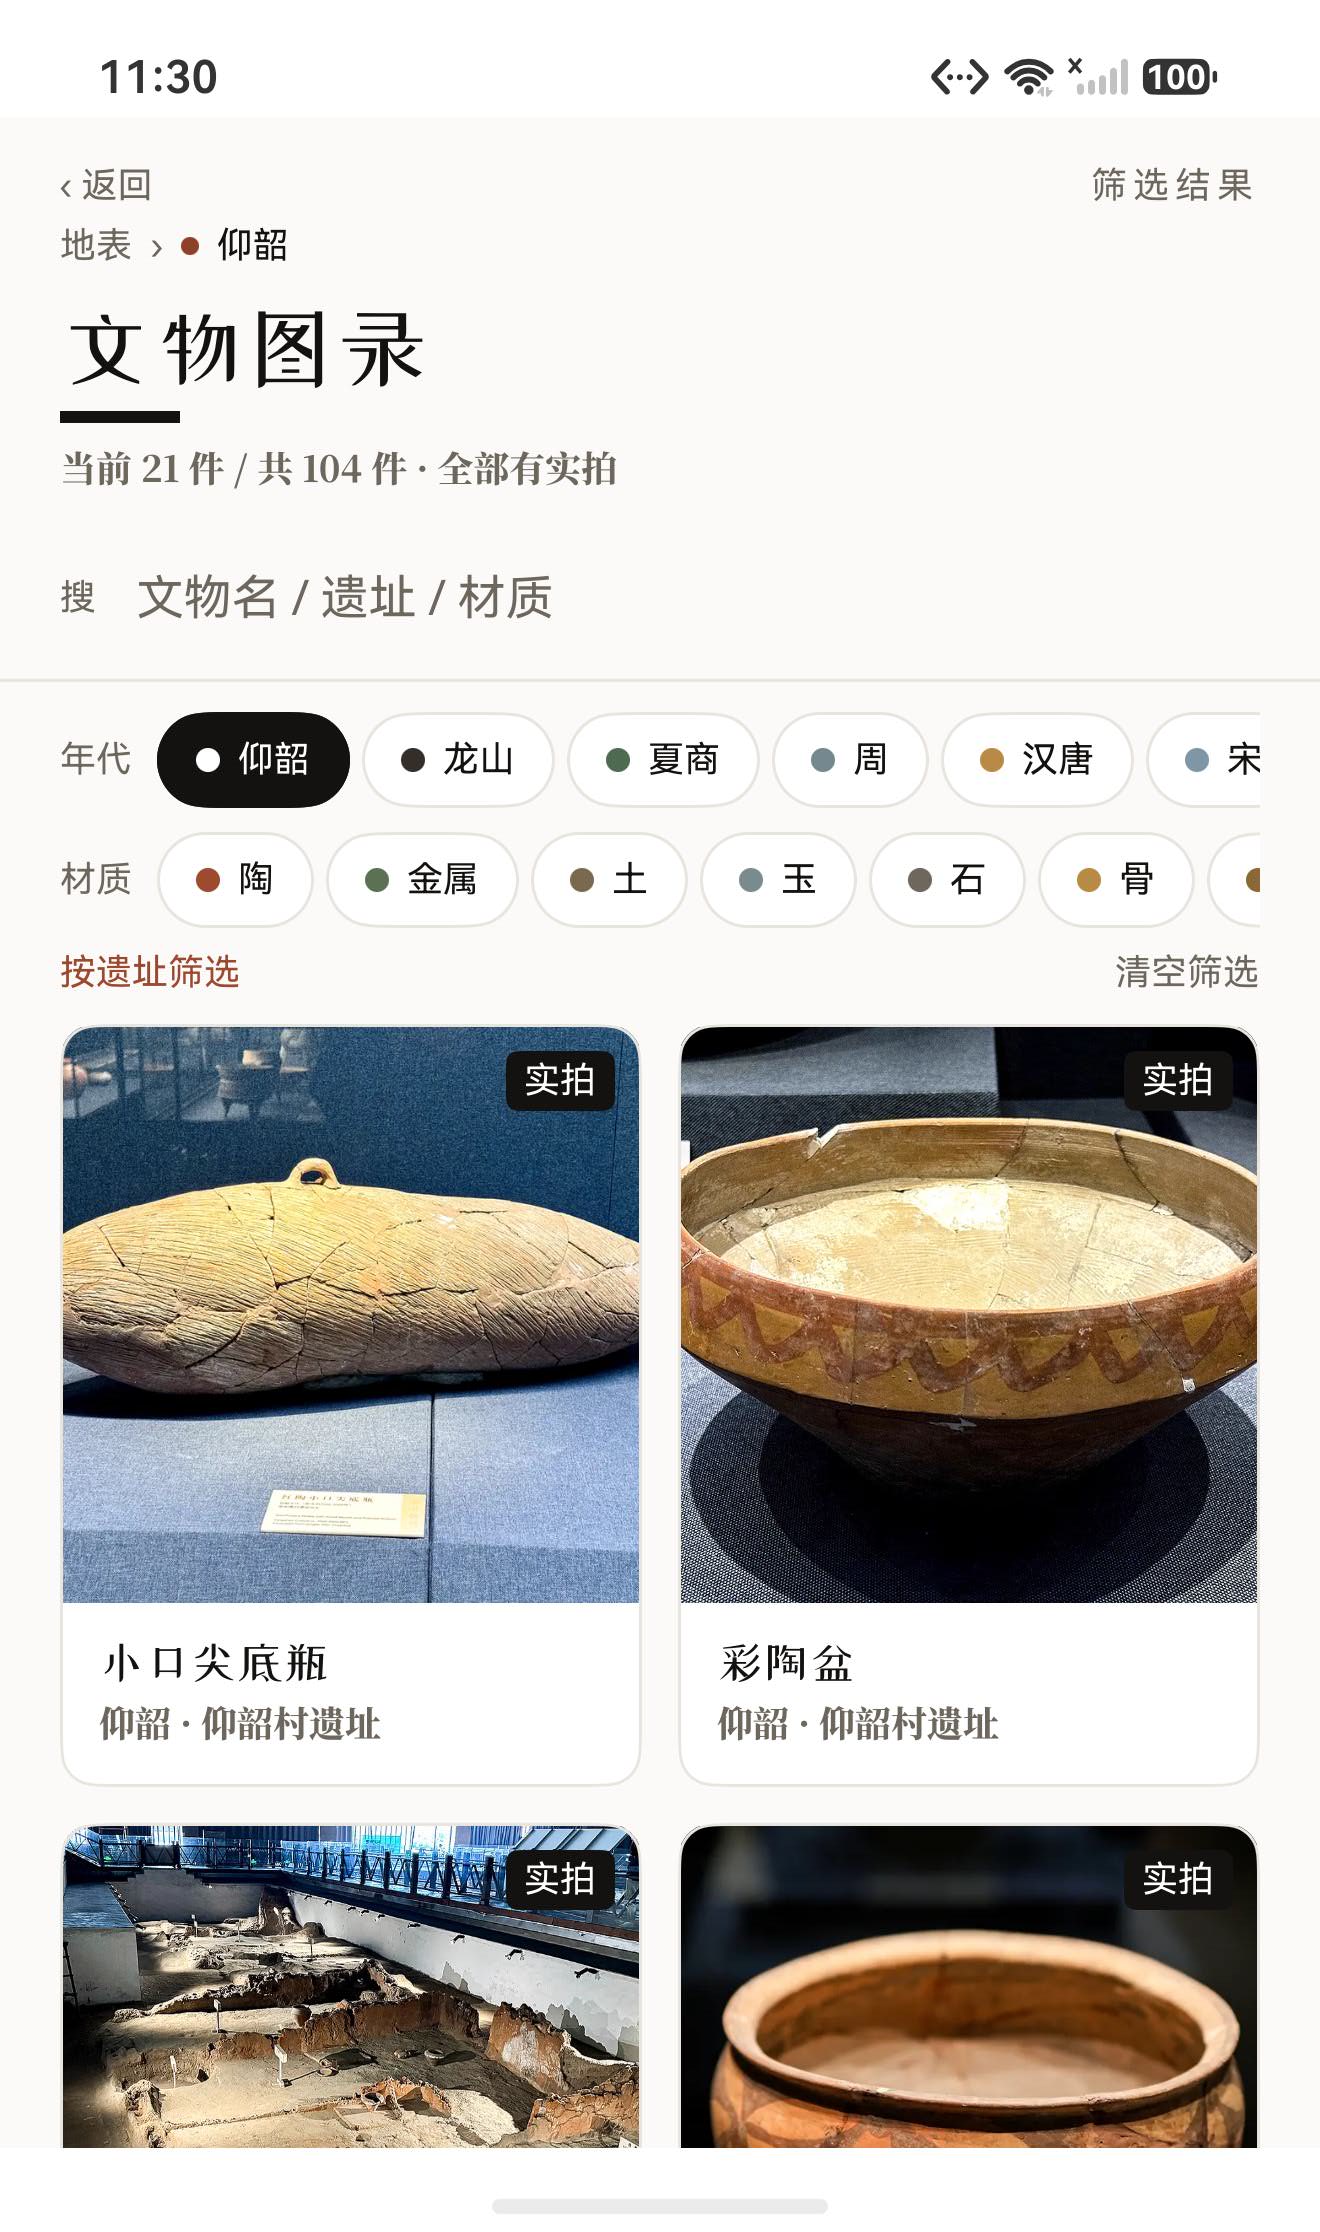 11:30
100
‹ 返回
筛选结果
地表 › 仰韶
文物图录
当前 21 件 / 共 104 件 · 全部有实拍
搜 文物名 / 遗址 / 材质
年代 仰韶 龙山 夏商 周 汉唐 宋
材质 陶 金属 土 玉 石 骨
按遗址筛选
清空筛选
实拍
实拍
小口尖底瓶
仰韶 · 仰韶村遗址
彩陶盆
仰韶 · 仰韶村遗址
实拍
实拍